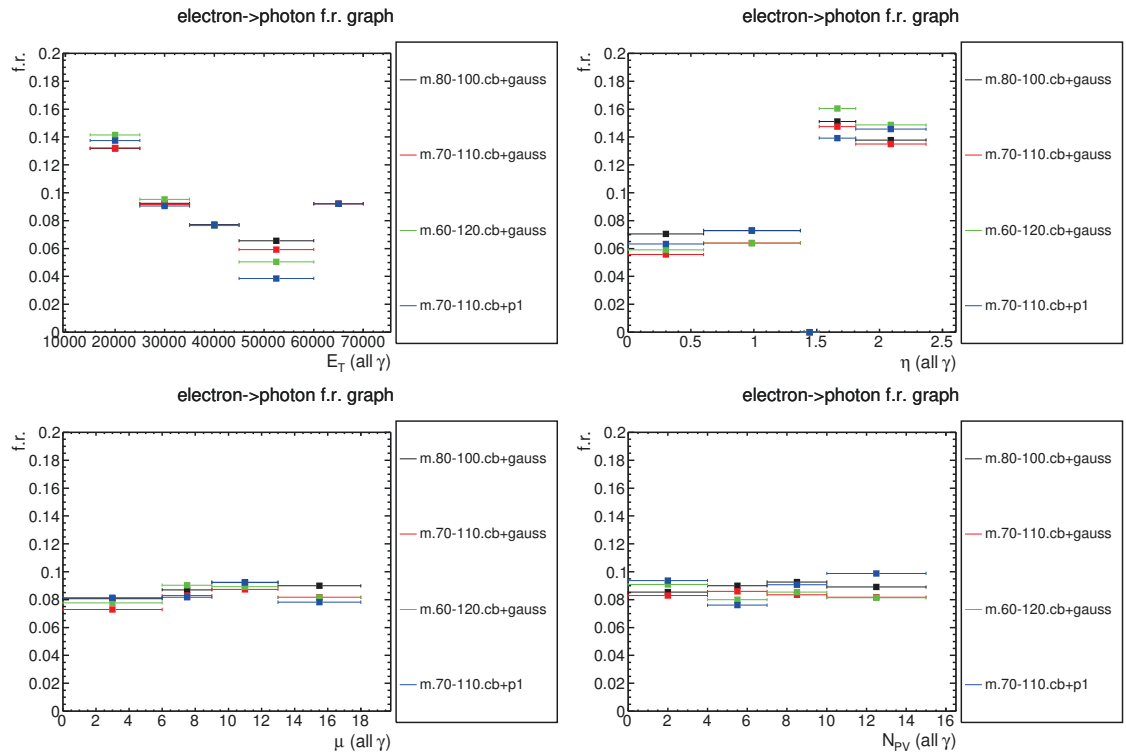 electron->photon f.r. graph
f.r.
0.2
0.18
0.16
0.14
0.12
0.1
0.08
0.06
0.04
0.02
0
10000 20000 30000 40000 50000 60000 70000
E_T (all γ)
m.80-100.cb+gauss
m.70-110.cb+gauss
m.60-120.cb+gauss
m.70-110.cb+p1
electron->photon f.r. graph
f.r.
0.2
0.18
0.16
0.14
0.12
0.1
0.08
0.06
0.04
0.02
0
0 0.5 1 1.5 2 2.5
η (all γ)
m.80-100.cb+gauss
m.70-110.cb+gauss
m.60-120.cb+gauss
m.70-110.cb+p1
electron->photon f.r. graph
f.r.
0.2
0.18
0.16
0.14
0.12
0.1
0.08
0.06
0.04
0.02
0
0 2 4 6 8 10 12 14 16 18
μ (all γ)
m.80-100.cb+gauss
m.70-110.cb+gauss
m.60-120.cb+gauss
m.70-110.cb+p1
electron->photon f.r. graph
f.r.
0.2
0.18
0.16
0.14
0.12
0.1
0.08
0.06
0.04
0.02
0
0 2 4 6 8 10 12 14 16
N_PV (all γ)
m.80-100.cb+gauss
m.70-110.cb+gauss
m.60-120.cb+gauss
m.70-110.cb+p1